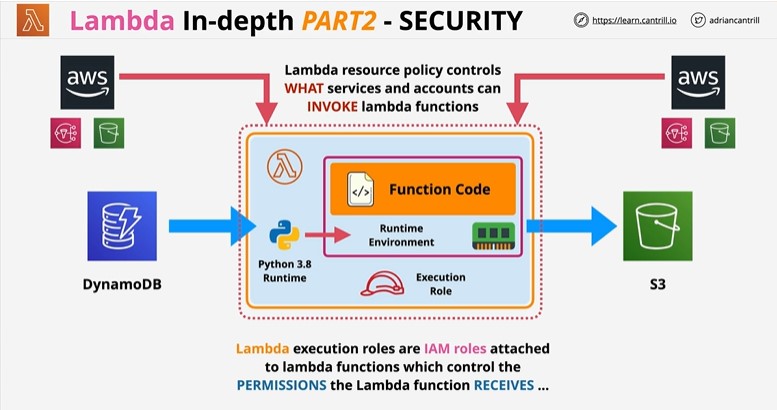 Lambda In-depth PART2 - SECURITY
https://learn.cantrill.io
adriancantrill
aws
Lambda resource policy controls
WHAT services and accounts can
INVOKE lambda functions
aws
</>
Function Code
Runtime
Environment
Python 3.8
Runtime
Execution
Role
DynamoDB
S3
Lambda execution roles are IAM roles attached
to lambda functions which control the
PERMISSIONS the Lambda function RECEIVES ...